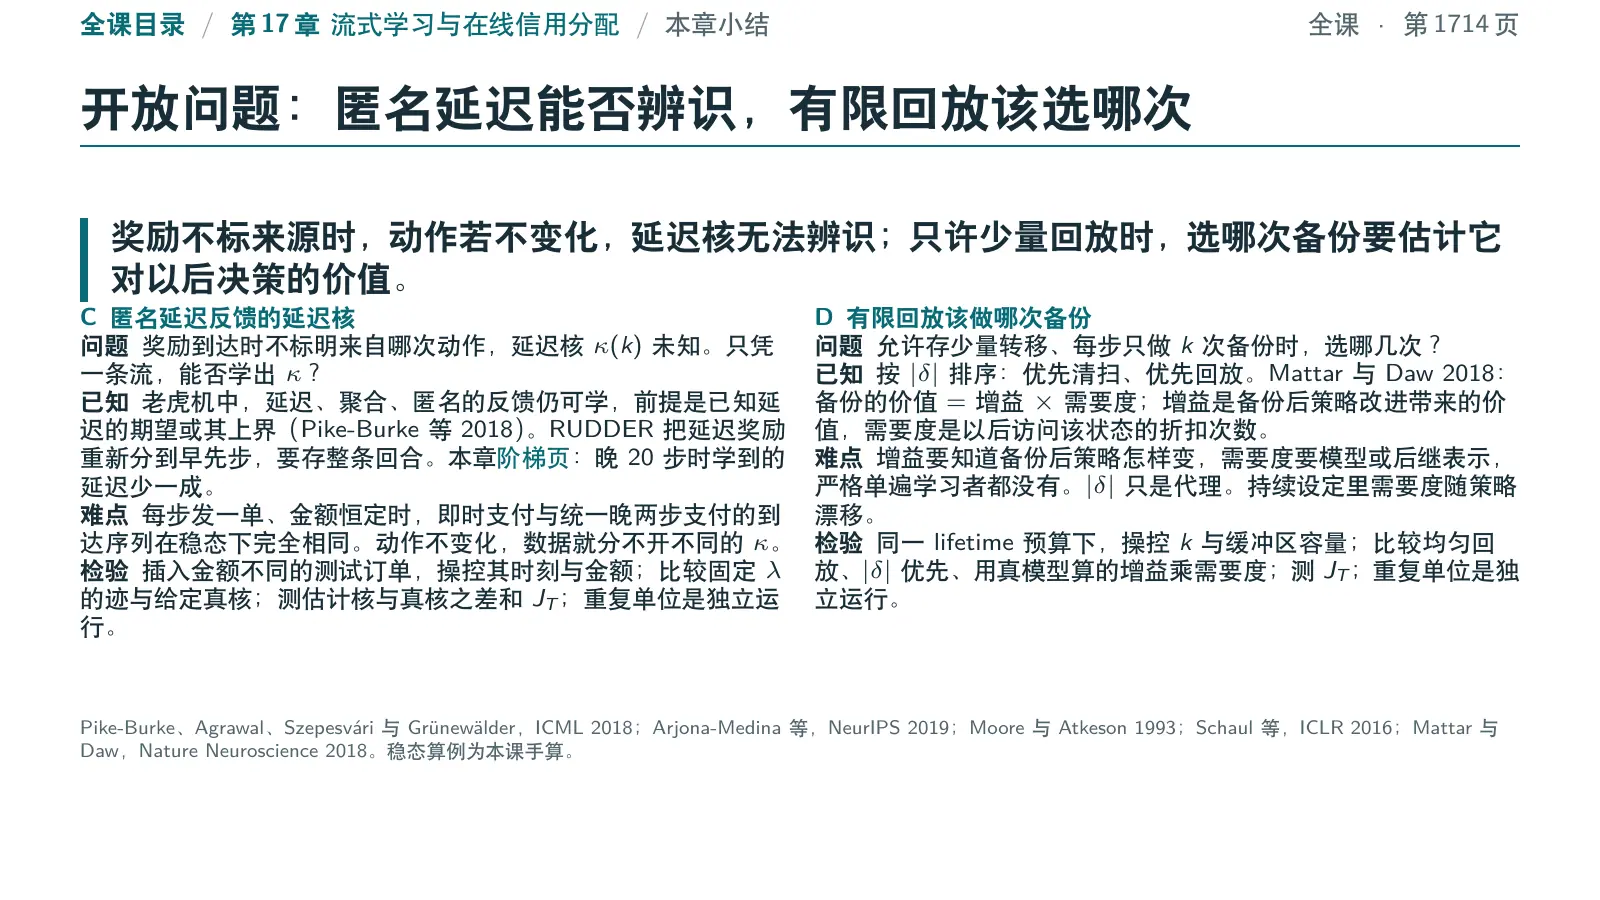 全课目录 / 第 17 章 流式学习与在线信用分配 / 本章小结
全课 · 第 1714 页
开放问题：匿名延迟能否辨识，有限回放该选哪次
奖励不标来源时，动作若不变化，延迟核无法辨识；只许少量回放时，选哪次备份要估计它
对以后决策的价值。
C 匿名延迟反馈的延迟核
问题 奖励到达时不标明来自哪次动作，延迟核 κ(k) 未知。只凭
一条流，能否学出 κ？
已知 老虎机中，延迟、聚合、匿名的反馈仍可学，前提是已知延
迟的期望或其上界（Pike-Burke 等 2018）。RUDDER 把延迟奖励
重新分到早先步，要存整条回合。本章阶梯页：晚 20 步时学到的
延迟少一成。
难点 每步发一单、金额恒定时，即时支付与统一晚两步支付的到
达序列在稳态下完全相同。动作不变化，数据就分不开不同的 κ。
检验 插入金额不同的测试订单，操控其时刻与金额；比较固定 λ
的迹与给定真核；测估计核与真核之差和 J_T；重复单位是独立运
行。
D 有限回放该做哪次备份
问题 允许存少量转移、每步只做 k 次备份时，选哪几次？
已知 按 |δ| 排序：优先清扫、优先回放。Mattar 与 Daw 2018：
备份的价值 = 增益 × 需要度；增益是备份后策略改进带来的价
值，需要度是以后访问该状态的折扣次数。
难点 增益要知道备份后策略怎样变，需要度要模型或后继表示，
严格单遍学习者都没有。|δ| 只是代理。持续设定里需要度随策略
漂移。
检验 同一 lifetime 预算下，操控 k 与缓冲区容量；比较均匀回
放、|δ| 优先、用真模型算的增益乘需要度；测 J_T；重复单位是独
立运行。
Pike-Burke、Agrawal、Szepesvári 与 Grünewälder，ICML 2018；Arjona-Medina 等，NeurIPS 2019；Moore 与 Atkeson 1993；Schaul 等，ICLR 2016；Mattar 与
Daw，Nature Neuroscience 2018。稳态算例为本课手算。